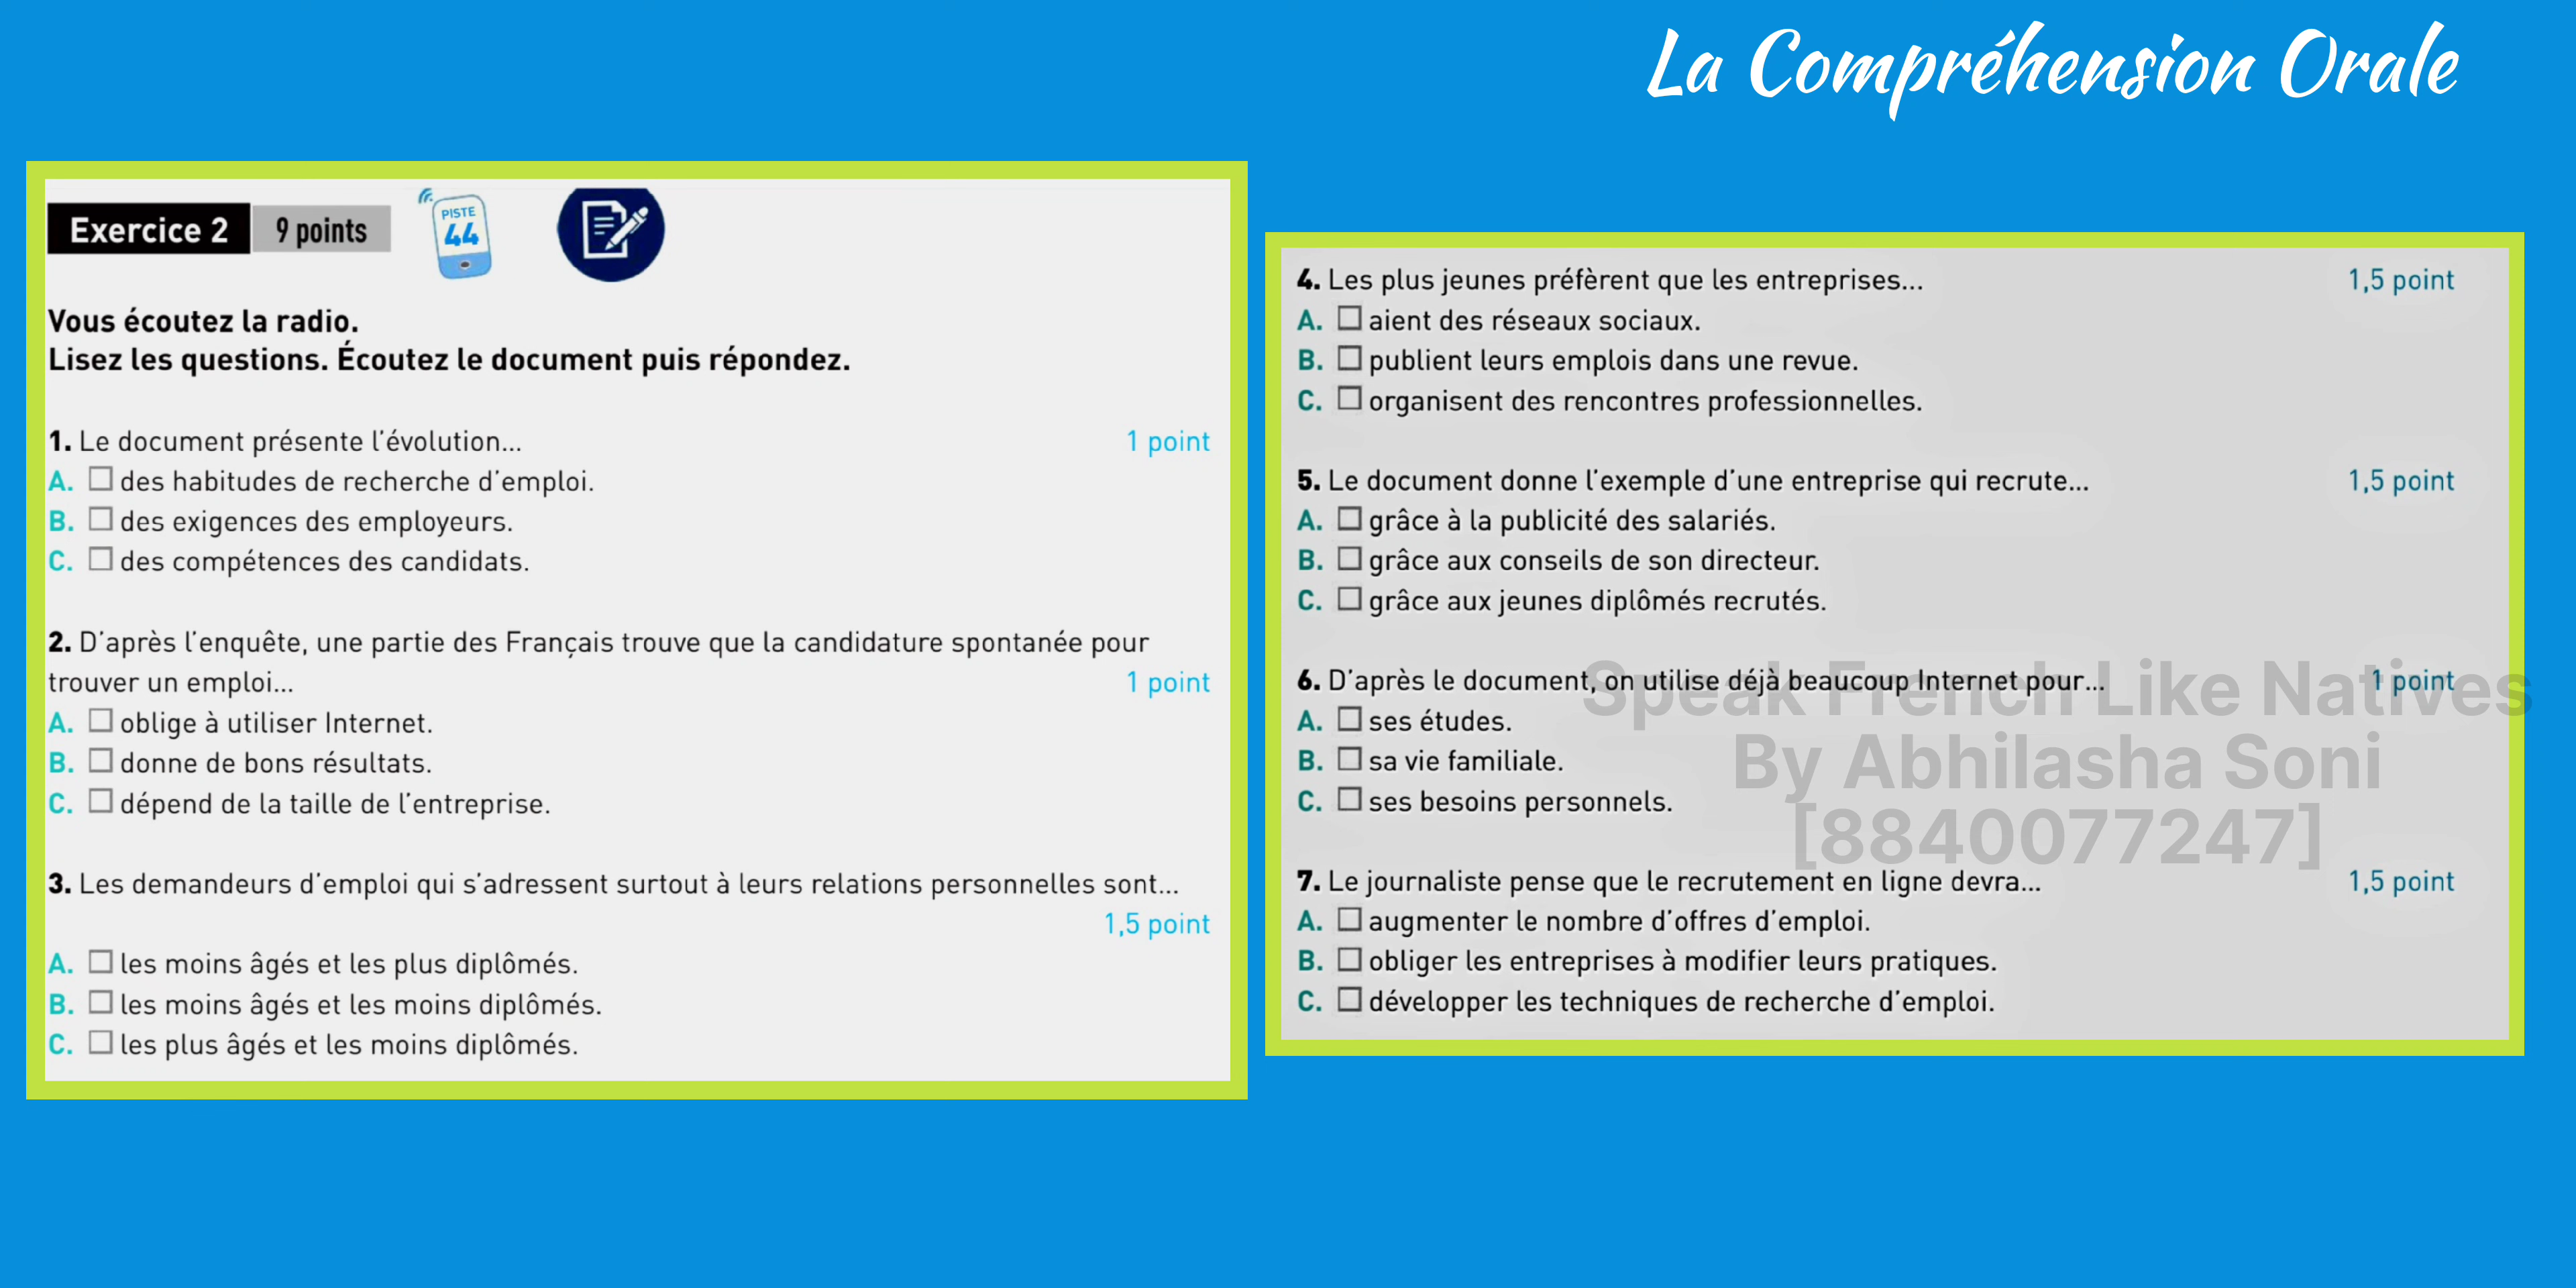 La Compréhension Orale
Exercice 2 9 points PISTE 44
Vous écoutez la radio.
Lisez les questions. Écoutez le document puis répondez.
1. Le document présente l'évolution... 1 point
A. ☐ des habitudes de recherche d'emploi.
B. ☐ des exigences des employeurs.
C. ☐ des compétences des candidats.
2. D'après l'enquête, une partie des Français trouve que la candidature spontanée pour
trouver un emploi... 1 point
A. ☐ oblige à utiliser Internet.
B. ☐ donne de bons résultats.
C. ☐ dépend de la taille de l'entreprise.
3. Les demandeurs d'emploi qui s'adressent surtout à leurs relations personnelles sont...
1,5 point
A. ☐ les moins âgés et les plus diplômés.
B. ☐ les moins âgés et les moins diplômés.
C. ☐ les plus âgés et les moins diplômés.
4. Les plus jeunes préfèrent que les entreprises... 1,5 point
A. ☐ aient des réseaux sociaux.
B. ☐ publient leurs emplois dans une revue.
C. ☐ organisent des rencontres professionnelles.
5. Le document donne l'exemple d'une entreprise qui recrute... 1,5 point
A. ☐ grâce à la publicité des salariés.
B. ☐ grâce aux conseils de son directeur.
C. ☐ grâce aux jeunes diplômés recrutés.
6. D'après le document, on utilise déjà beaucoup Internet pour... 1 point
A. ☐ ses études.
B. ☐ sa vie familiale.
C. ☐ ses besoins personnels.
7. Le journaliste pense que le recrutement en ligne devra... 1,5 point
A. ☐ augmenter le nombre d'offres d'emploi.
B. ☐ obliger les entreprises à modifier leurs pratiques.
C. ☐ développer les techniques de recherche d'emploi.
Speak French Like Natives
By Abhilasha Soni
[8840077247]